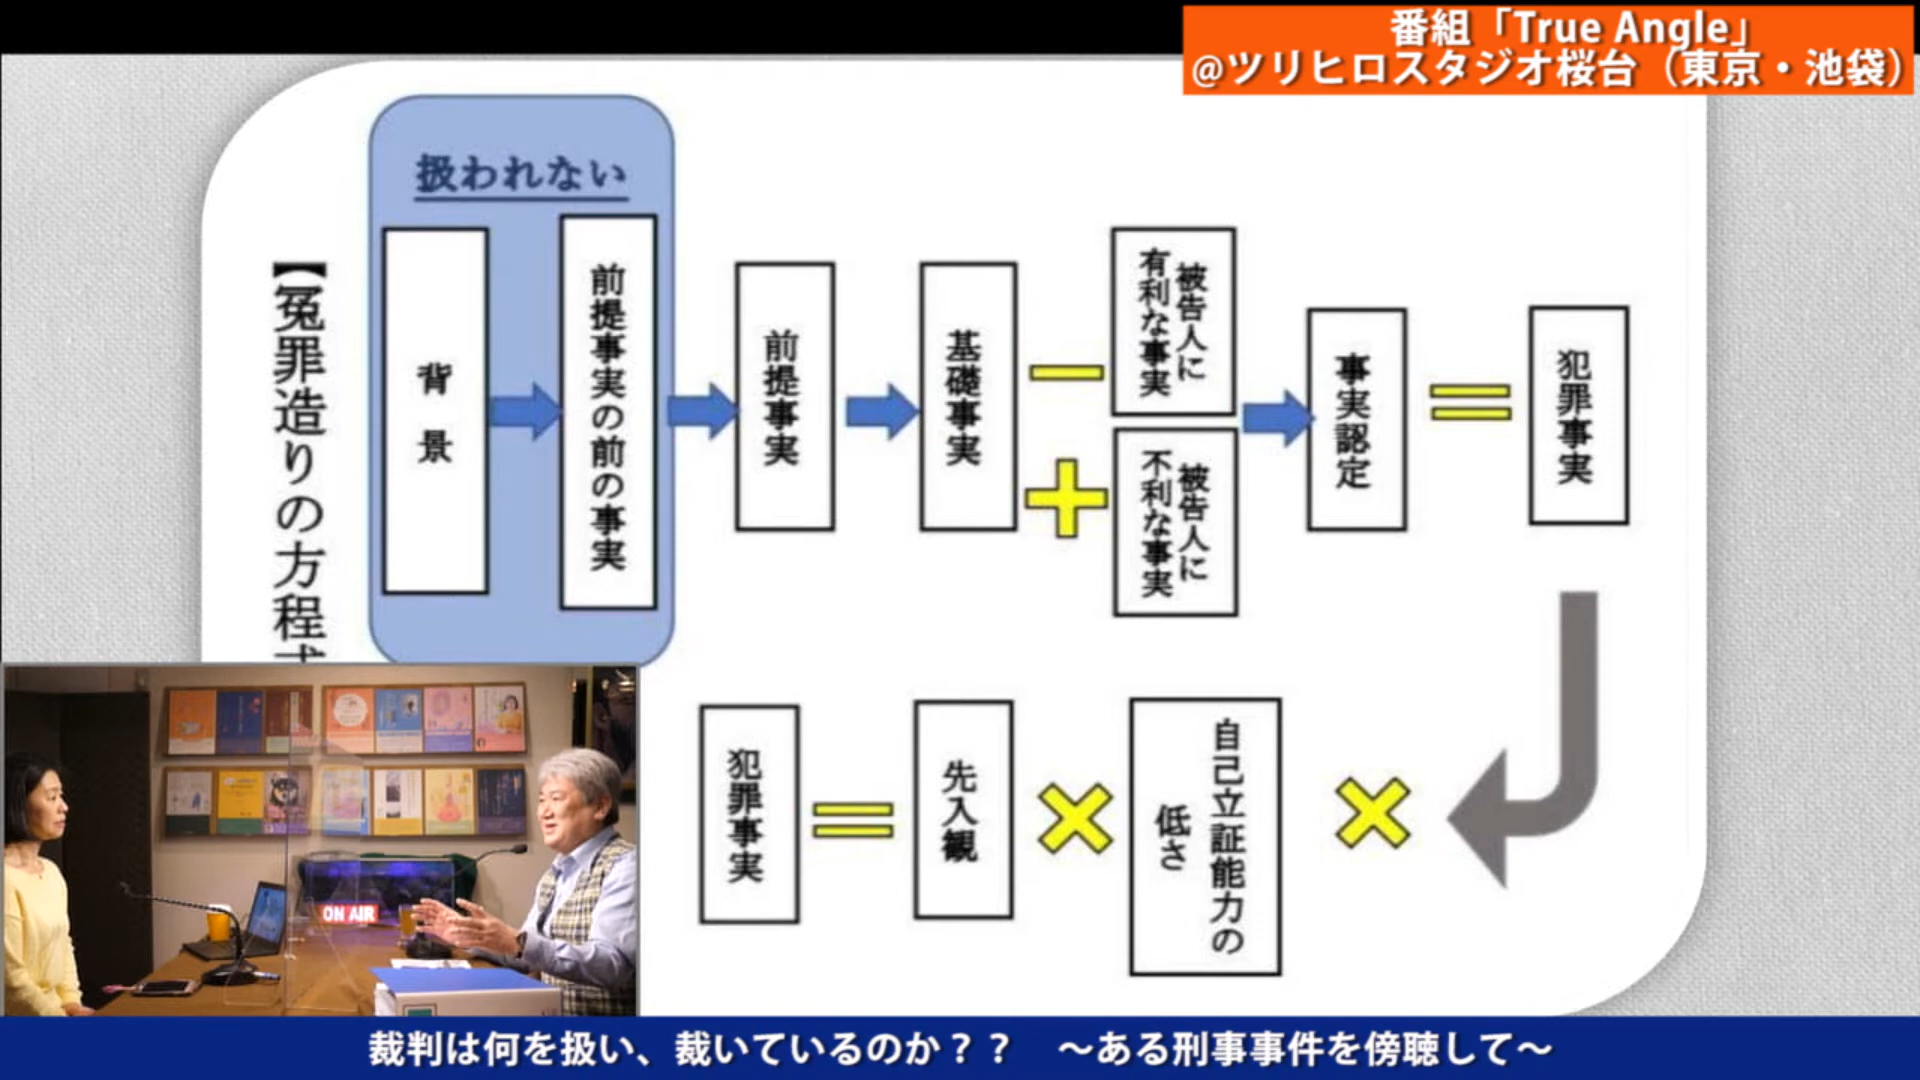 番組「True Angle」
@ツリヒロスタジオ桜台（東京・池袋）
【冤罪造りの方程式
扱われない
背景
前提事実の前の事実
前提事実
基礎事実
−
被告人に
有利な事実
+
被告人に
不利な事実
事実認定
=
犯罪事実
犯罪事実
=
先入観
×
自己立証能力の
低さ
×
ON AIR
裁判は何を扱い、裁いているのか？？　～ある刑事事件を傍聴して～